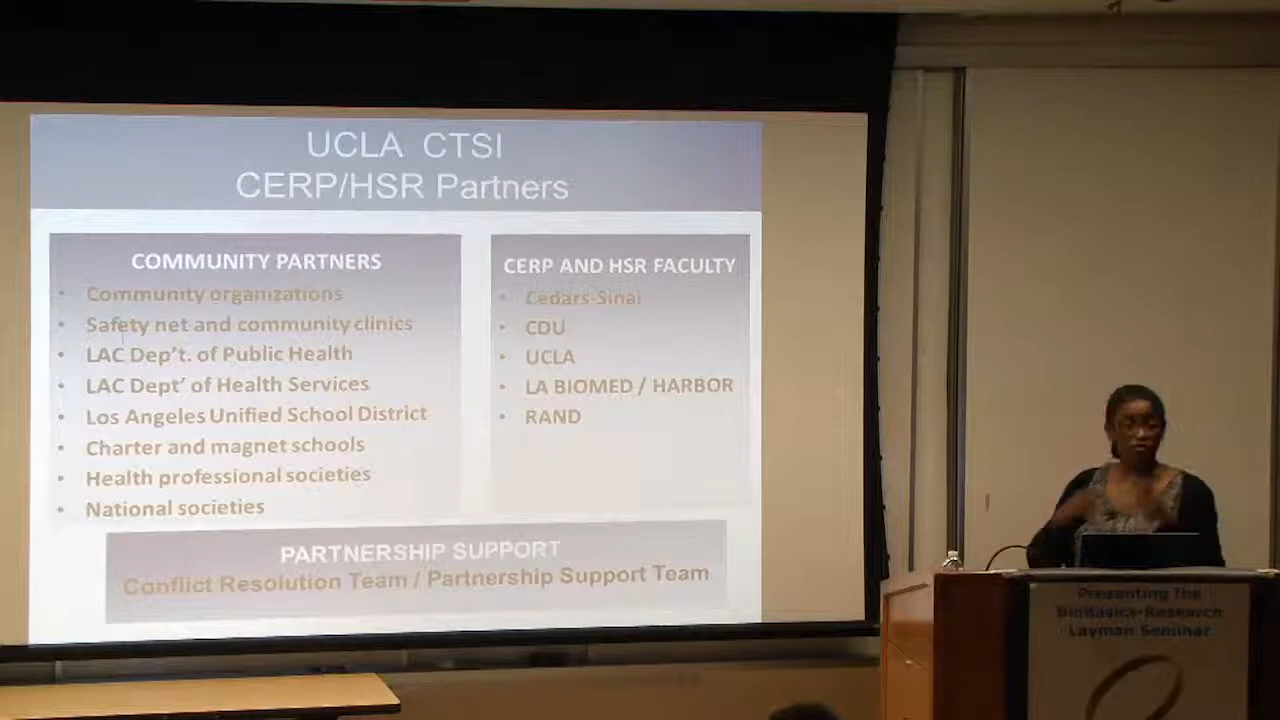 UCLA CTSI
CERP/HSR Partners
COMMUNITY PARTNERS
• Community organizations
• Safety net and community clinics
• LAC Dep't. of Public Health
• LAC Dept' of Health Services
• Los Angeles Unified School District
• Charter and magnet schools
• Health professional societies
• National societies
CERP AND HSR FACULTY
• Cedars-Sinai
• CDU
• UCLA
• LA BIOMED / HARBOR
• RAND
PARTNERSHIP SUPPORT
Conflict Resolution Team / Partnership Support Team
Presenting the
BioBasics-Research
Layman Seminar